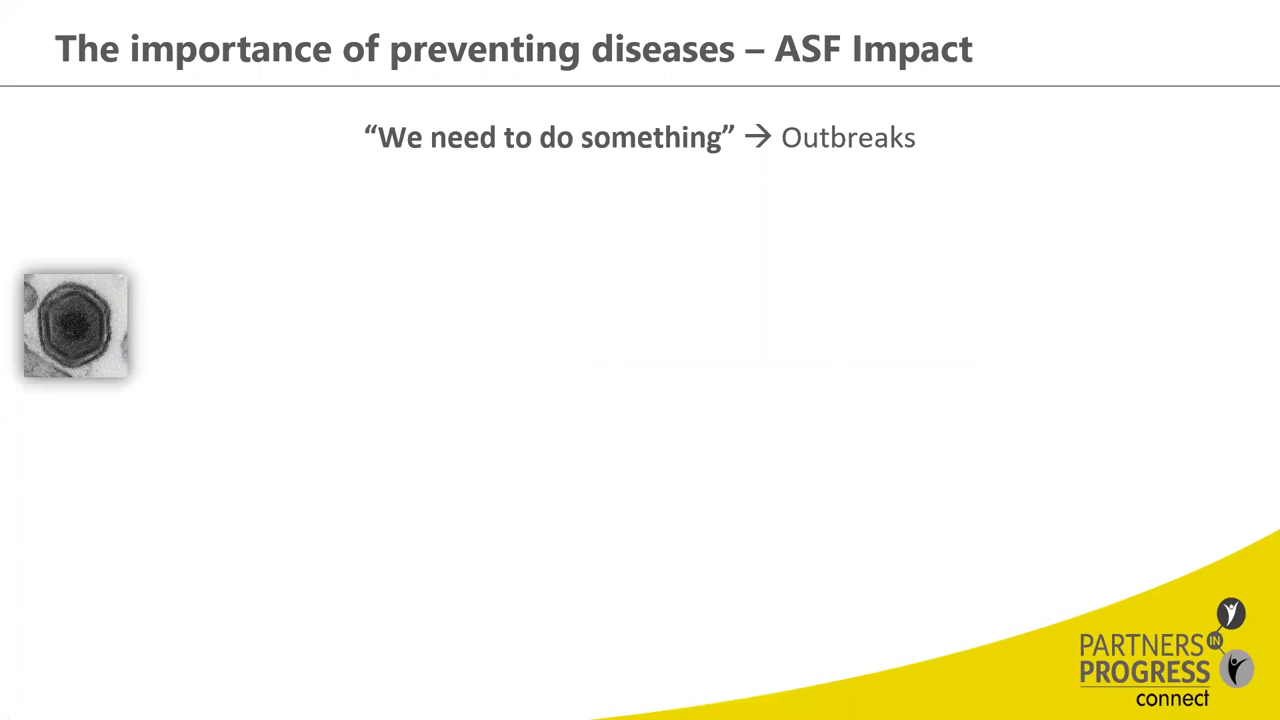 The importance of preventing diseases – ASF Impact
“We need to do something” → Outbreaks
PARTNERS IN
PROGRESS
connect